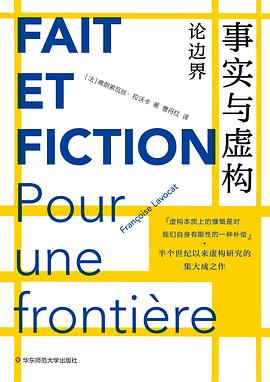 FAIT
ET
FICTION
Pour
une
frontière
Françoise Lavocat
事实与虚构
论边界
[法]弗朗索瓦丝·拉沃卡 著 曹丹红 译
『虚构本质上的慷慨是对
我们自身有限性的一种补偿』
·
半个世纪以来虚构研究的
集大成之作
华东师范大学出版社